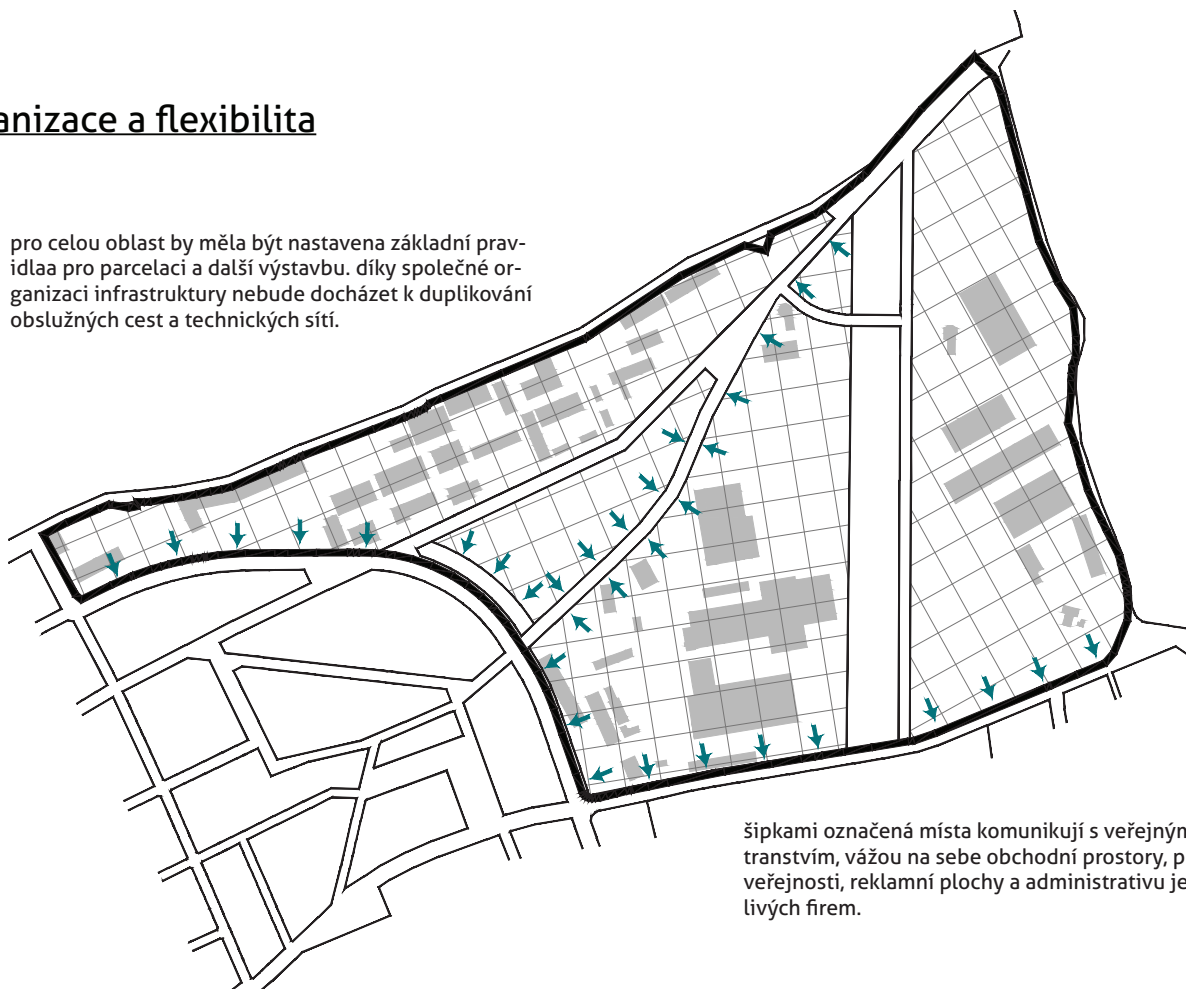 anizace a flexibilita
pro celou oblast by měla být nastavena základní prav-
idlaa pro parcelaci a další výstavbu. díky společné or-
ganizaci infrastruktury nebude docházet k duplikování
obslužných cest a technických sítí.
šipkami označená místa komunikují s veřejným
transtvím, vážou na sebe obchodní prostory, p
veřejnosti, reklamní plochy a administrativu je
livých firem.